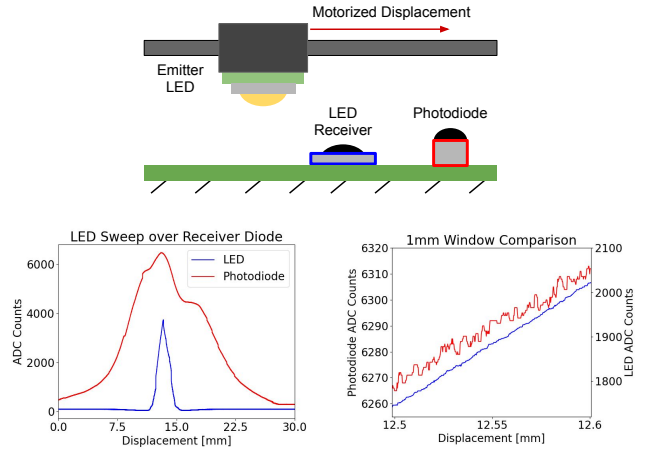 Motorized Displacement
Emitter
LED
LED
Receiver
Photodiode
LED Sweep over Receiver Diode
LED
Photodiode
6000
4000
2000
0
ADC Counts
0.0 7.5 15.0 22.5 30.0
Displacement [mm]
1mm Window Comparison
6320
6310
6300
6290
6280
6270
6260
Photodiode ADC Counts
2100
2000
1900
1800
LED ADC Counts
12.5 12.55 12.6
Displacement [mm]